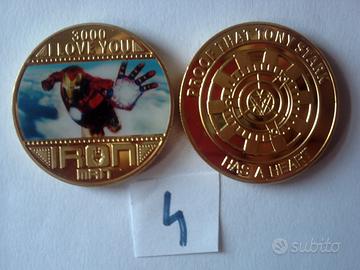 3000
I LOVE YOU
IRON
MAN
PROOF THAT TONY STARK
HAS A HEART
4
subito